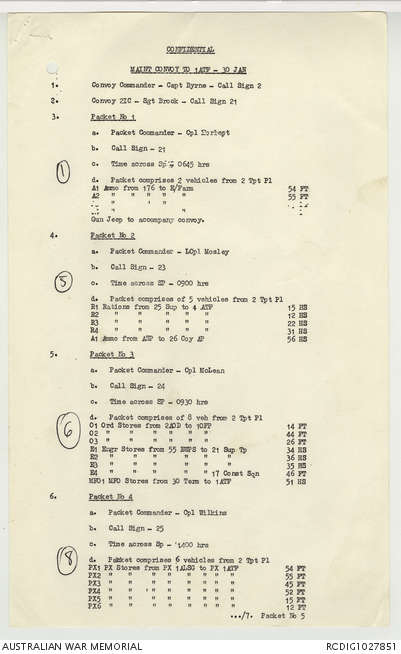 CONFIDENTIAL
MAINT CONVOY TO 1ATF - 30 JAN
1. Convoy Commander - Capt Byrne - Call Sign 2
2. Convoy 2IC - Sgt Brock - Call Sign 21
3. Packet No 1
a. Packet Commander - Cpl
b. Call Sign - 21
c. Time across 0645 hrs
1
d. Packet comprises 2 vehicles from 2 Tpt Pl
A1 Ammo from 176 to E/Farm 54 FT
A2 " " " ' " 55 FT
Gun Jeep to accompany convoy.
4. Packet No 2
a. Packet Commander - LCpl Mosley
b. Call Sign - 23
5
c. Time across SP - 0900 hrs
d. Packet comprises of 5 vehicles from 2 Tpt Pl
R1 Rations from 25 Sup to 4 ATF 15 HS
R2 " " " " " " 12 HS
R3 " " " " " " 22 HS
R4 " " " " " " 31 HS
A1 Ammo from AMP to 26 Coy AP 56 HS
5. Packet No 3
a. Packet Commander - Cpl McLean
b. Call Sign - 24
c. Time across SP - 0930 hrs
6
d. Packet comprises of 8 veh from 2 Tpt Pl
O1 Ord Stores from 2AOD to 1OFP 14 FT
O2 " " " " " " 44 FT
O3 " " " " " " 26 FT
E1 Engr Stores from 55 EWPS to 21 Sup Tp 34 HS
E2 " " " " " " " " 36 HS
E3 " " " " " " " " 35 HS
E4 " " " " " " 17 Const Sqn 46 FT
MFO1 MFO Stores from 30 Term to 1ATF 51 HS
6. Packet No 4
a. Packet Commander - Cpl Wilkins
b. Call Sign - 25
c. Time across Sp - 1400 hrs
8
d. Packet comprises 6 vehicles from 2 Tpt Pl
PX1 PX Stores from PX 1ALSG to PX 1ATF 54 FT
PX2 " " " " " " " " 55 FT
PX3 " " " " " " " " 45 FT
PX4 " " " " " " " " 52 FT
PX5 " " " " " " " " 15 FT
PX6 " " " " " " " " 12 FT
.../7. Packet No 5
AUSTRALIAN WAR MEMORIAL RCDIG1027851